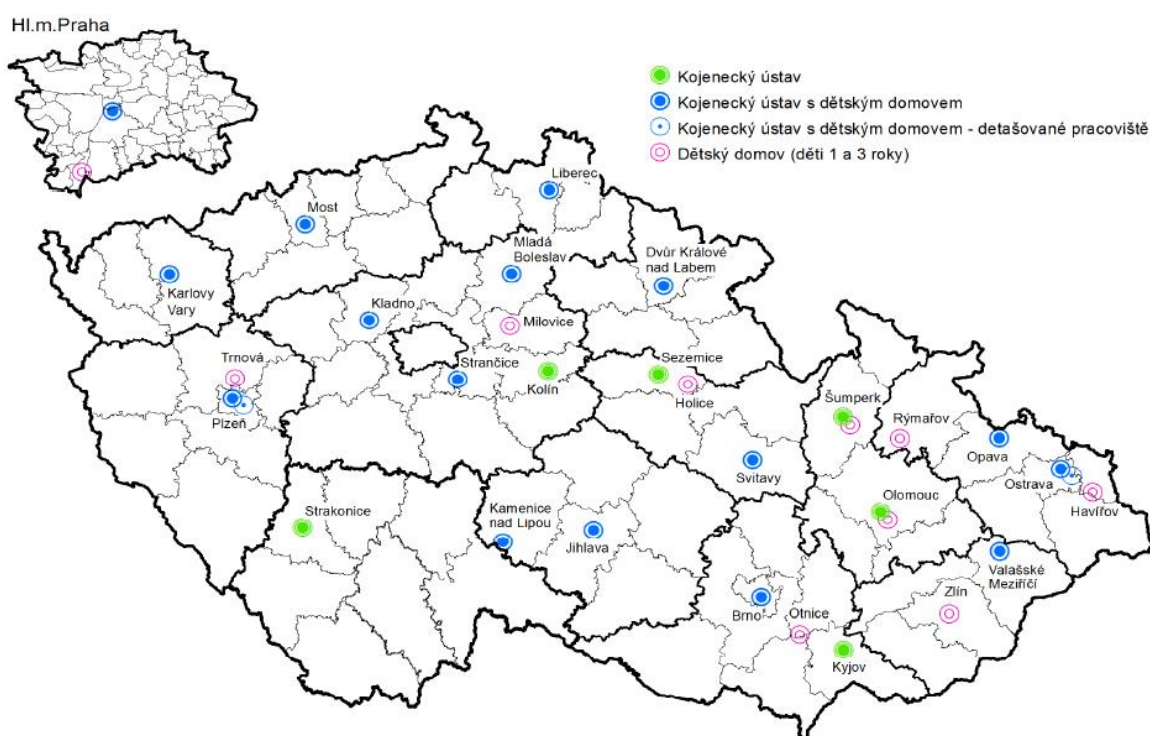 Hl.m.Praha
Kojenecký ústav
Kojenecký ústav s dětským domovem
Kojenecký ústav s dětským domovem - detašované pracoviště
Dětský domov (děti 1 a 3 roky)
Liberec
Most
Mladá
Boleslav
Dvůr Králové
nad Labem
Karlovy
Vary
Kladno
Milovice
Trnová
Strančice
Sezemice
Kolín
Holice
Šumperk
Rýmařov
Plzeň
Opava
Svitavy
Ostrava
Olomouc
Havířov
Strakonice
Kamenice
nad Lipou
Jihlava
Valašské
Meziříčí
Zlín
Brno
Otnice
Kyjov